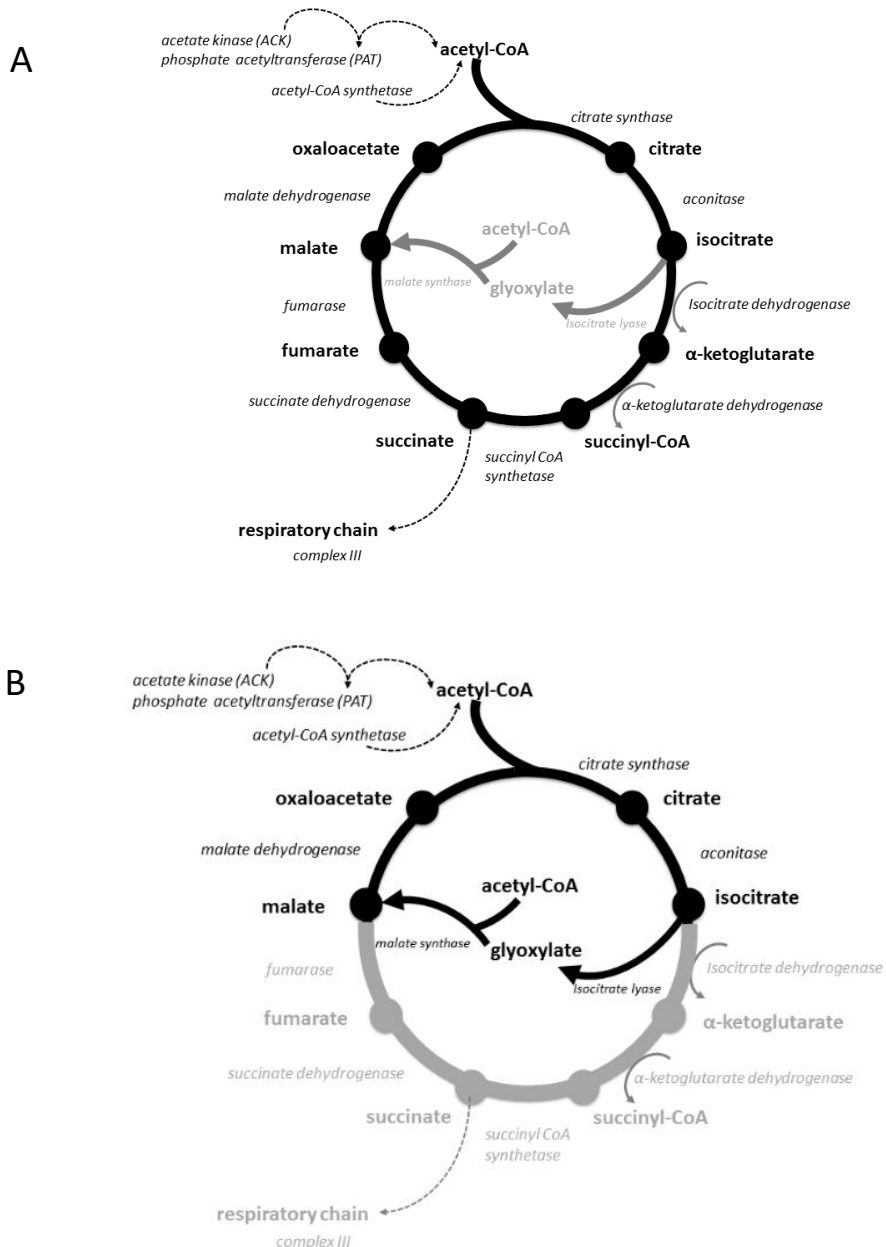 A
acetate kinase (ACK)
phosphate acetyltransferase (PAT)
acetyl-CoA
acetyl-CoA synthetase
citrate synthase
oxaloacetate
citrate
malate dehydrogenase
aconitase
acetyl-CoA
isocitrate
malate
malate synthase
glyoxylate
Isocitrate dehydrogenase
fumarase
Isocitrate lyase
fumarate
α-ketoglutarate
succinate dehydrogenase
α-ketoglutarate dehydrogenase
succinate
succinyl-CoA
succinyl CoA
synthetase
respiratory chain
complex III
B
acetate kinase (ACK)
phosphate acetyltransferase (PAT)
acetyl-CoA
acetyl-CoA synthetase
citrate synthase
oxaloacetate
citrate
malate dehydrogenase
aconitase
acetyl-CoA
isocitrate
malate
malate synthase
glyoxylate
fumarase
Isocitrate dehydrogenase
Isocitrate lyase
fumarate
α-ketoglutarate
succinate dehydrogenase
α-ketoglutarate dehydrogenase
succinate
succinyl-CoA
succinyl CoA
synthetase
respiratory chain
complex III